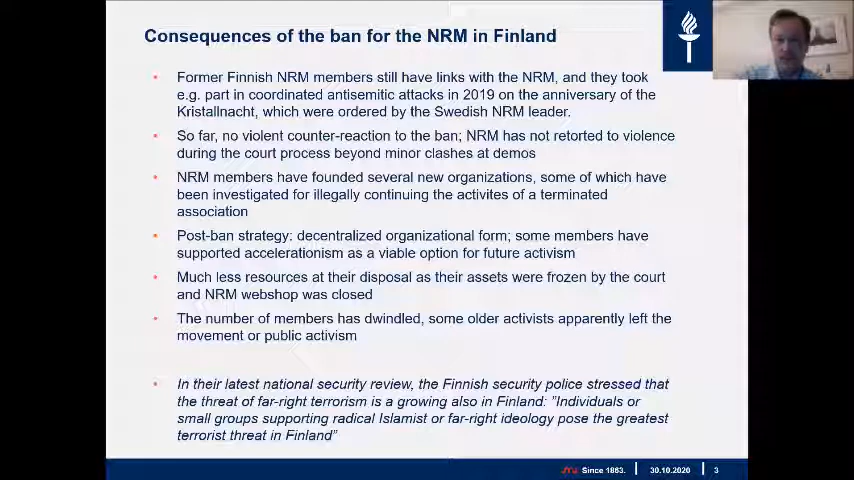 Consequences of the ban for the NRM in Finland
Former Finnish NRM members still have links with the NRM, and they took
e.g. part in coordinated antisemitic attacks in 2019 on the anniversary of the
Kristallnacht, which were ordered by the Swedish NRM leader.
So far, no violent counter-reaction to the ban; NRM has not retorted to violence
during the court process beyond minor clashes at demos
NRM members have founded several new organizations, some of which have
been investigated for illegally continuing the activites of a terminated
association
Post-ban strategy: decentralized organizational form; some members have
supported accelerationism as a viable option for future activism
Much less resources at their disposal as their assets were frozen by the court
and NRM webshop was closed
The number of members has dwindled, some older activists apparently left the
movement or public activism
In their latest national security review, the Finnish security police stressed that
the threat of far-right terrorism is a growing also in Finland: ”Individuals or
small groups supporting radical Islamist or far-right ideology pose the greatest
terrorist threat in Finland”
JYU Since 1863. 30.10.2020 3